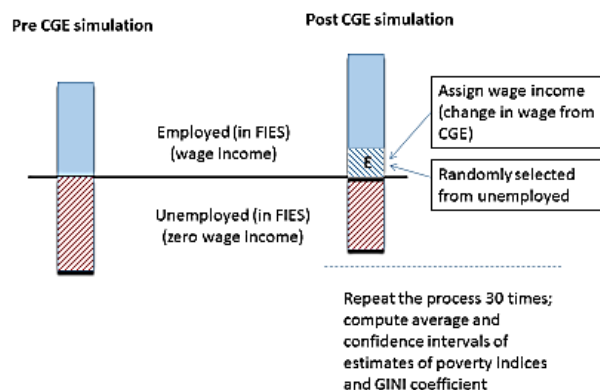 Pre CGE simulation
Post CGE simulation
Employed (in FIES)
(wage income)
Assign wage income
(change in wage from
CGE)
E
Randomly selected
from unemployed
Unemployed (in FIES)
(zero wage income)
Repeat the process 30 times;
compute average and
confidence intervals of
estimates of poverty indices
and GINI coefficient